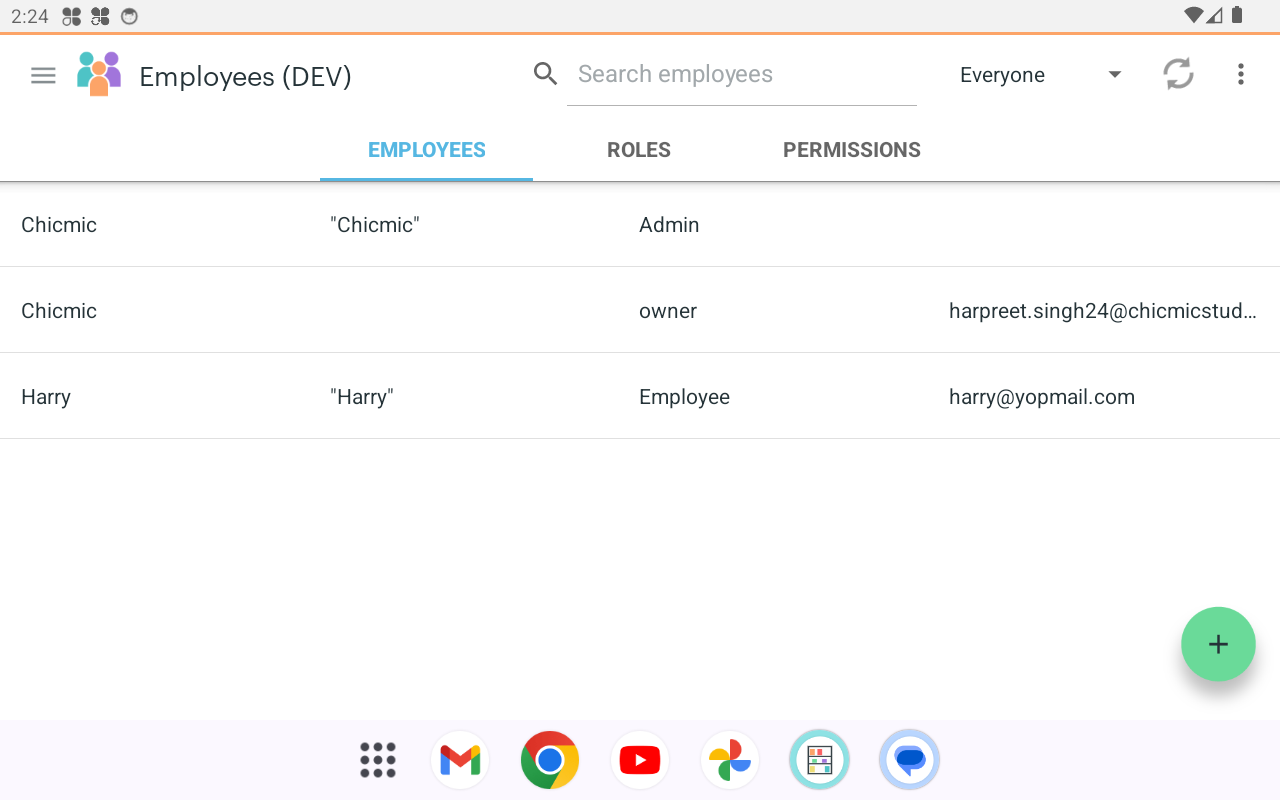 2:24
Employees (DEV)
Search employees
Everyone
EMPLOYEES ROLES PERMISSIONS
Chicmic "Chicmic" Admin
Chicmic owner harpreet.singh24@chicmicstud...
Harry "Harry" Employee harry@yopmail.com